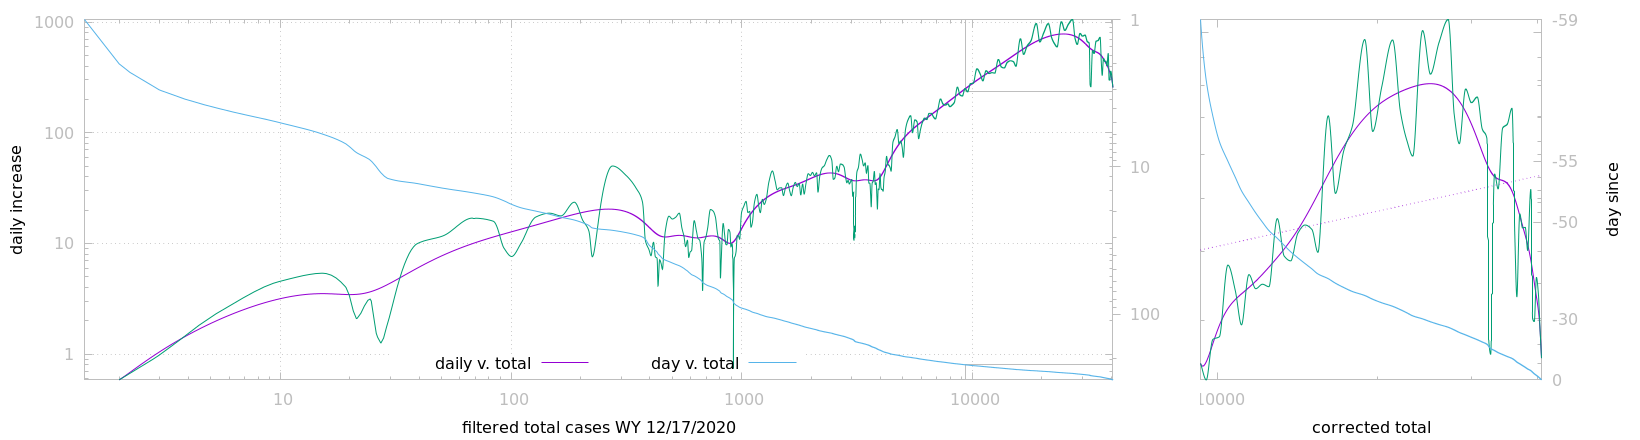 1000
100
10
1
daily increase
10
100
1000
10000
filtered total cases WY 12/17/2020
daily v. total
day v. total
1
10
100
10000
corrected total
-59
-55
-50
-30
0
day since